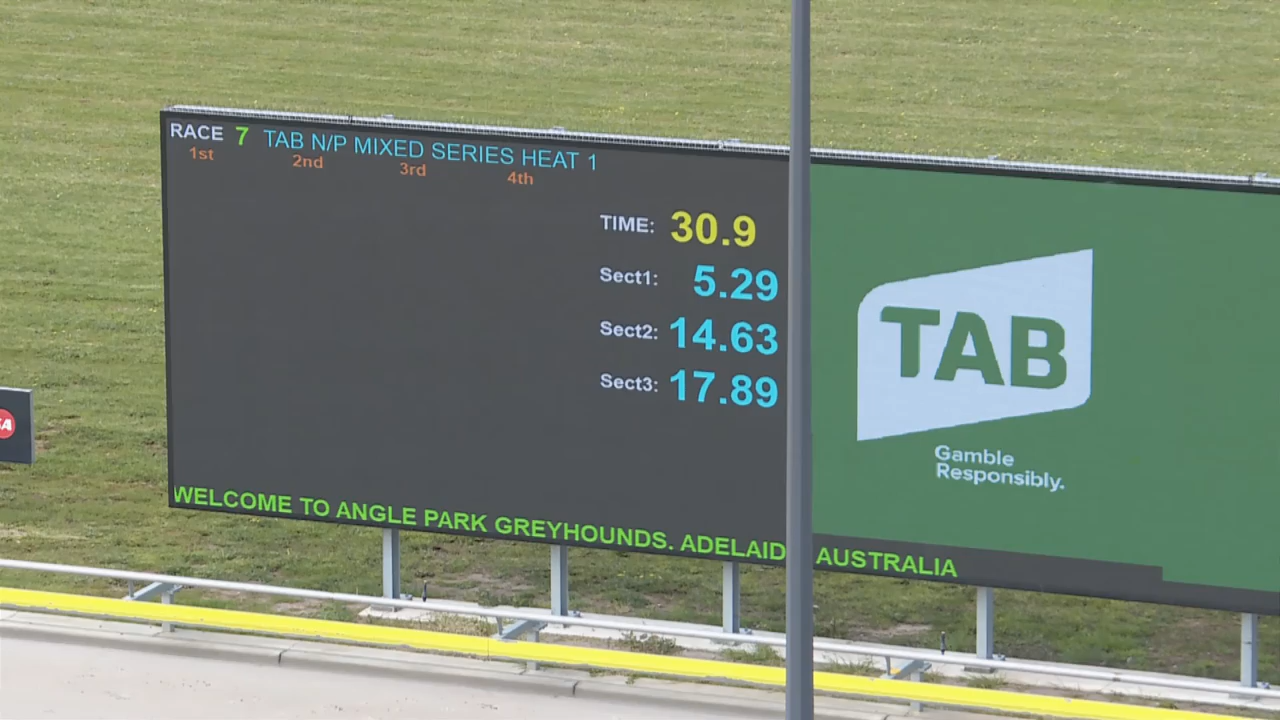 RACE 7 TAB N/P MIXED SERIES HEAT 1
1st 2nd 3rd 4th
TIME: 30.9
Sect1: 5.29
Sect2: 14.63
Sect3: 17.89
WELCOME TO ANGLE PARK GREYHOUNDS. ADELAID AUSTRALIA
TAB
Gamble
Responsibly.